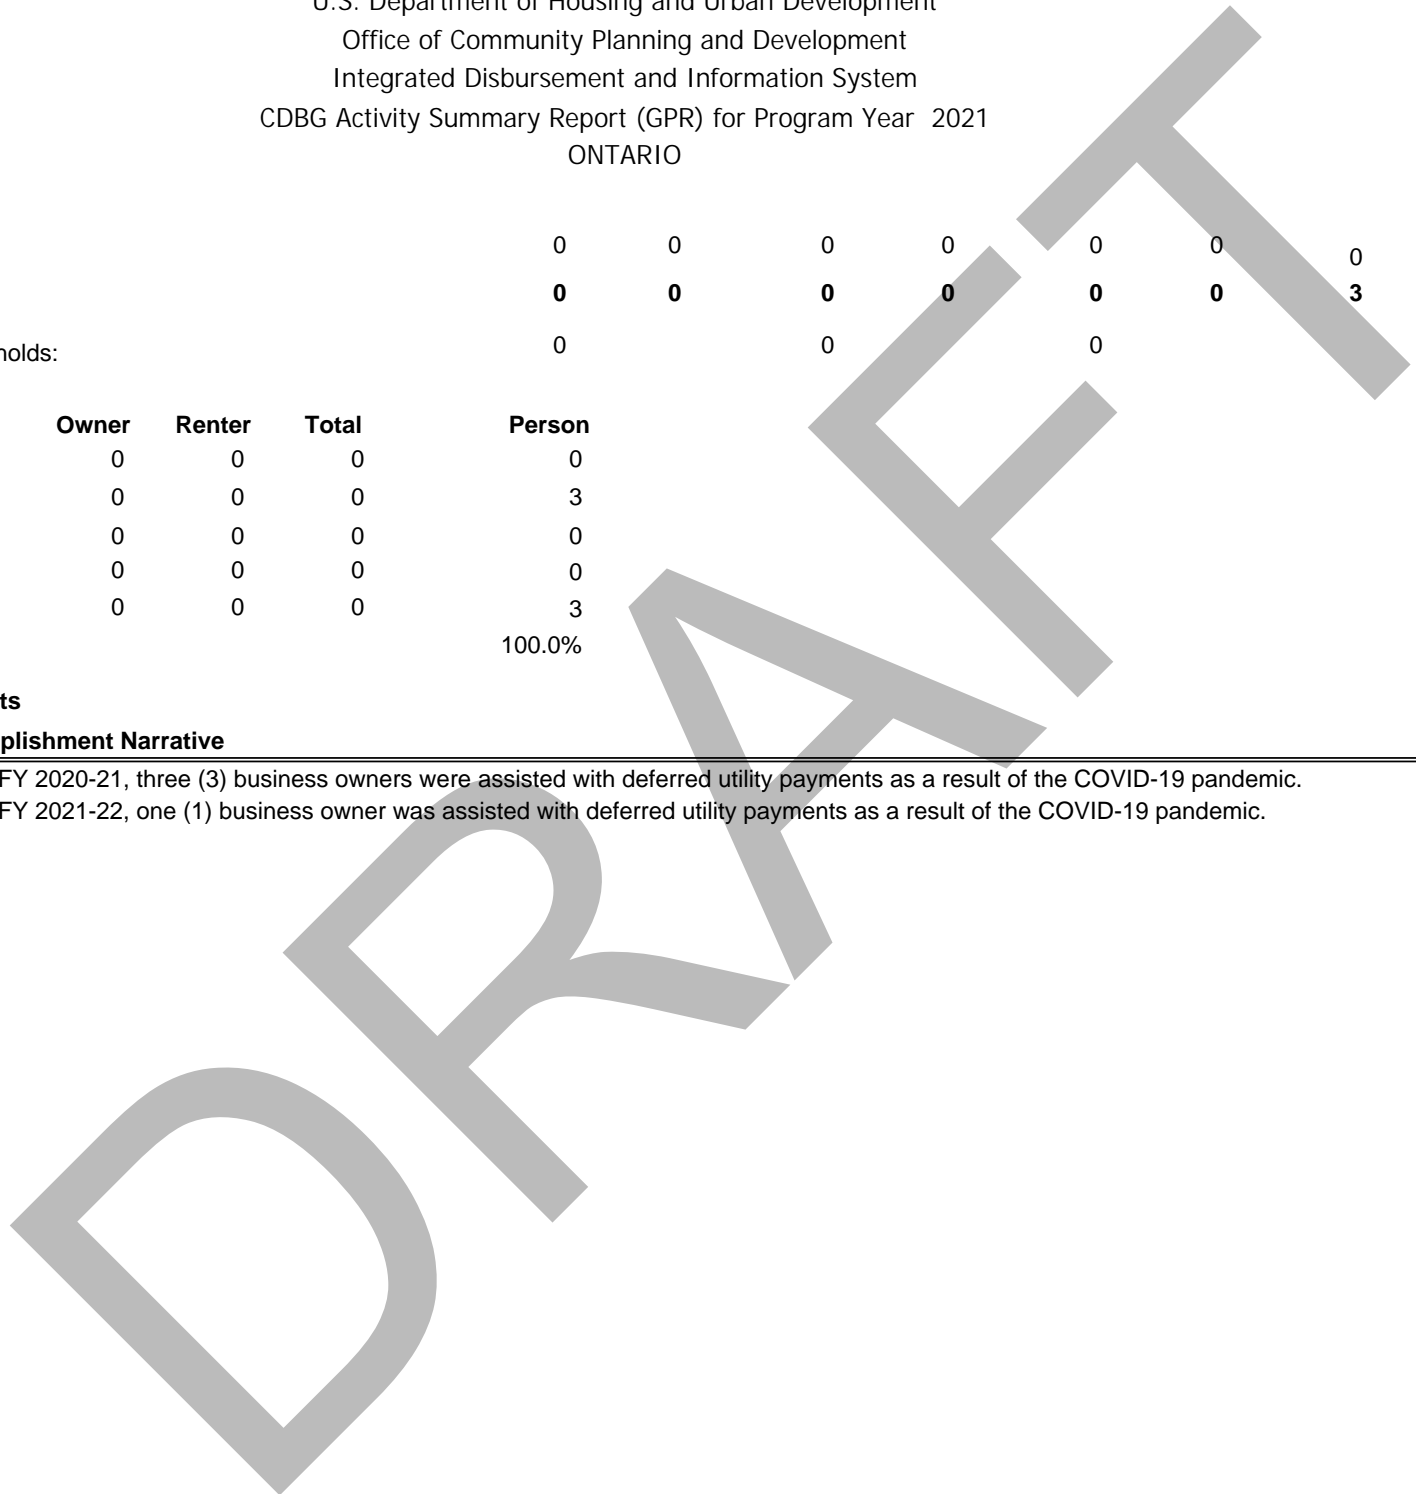 U.S. Department of Housing and Urban Development
Office of Community Planning and Development
Integrated Disbursement and Information System
CDBG Activity Summary Report (GPR) for Program Year 2021
ONTARIO
0 0 0 0 0 0 0
0 0 0 0 0 0 3
holds: 0 0 0
Owner Renter Total Person
0 0 0 0
0 0 0 3
0 0 0 0
0 0 0 0
0 0 0 3
100.0%
ts
plishment Narrative
FY 2020-21, three (3) business owners were assisted with deferred utility payments as a result of the COVID-19 pandemic.
FY 2021-22, one (1) business owner was assisted with deferred utility payments as a result of the COVID-19 pandemic.
DRAFT